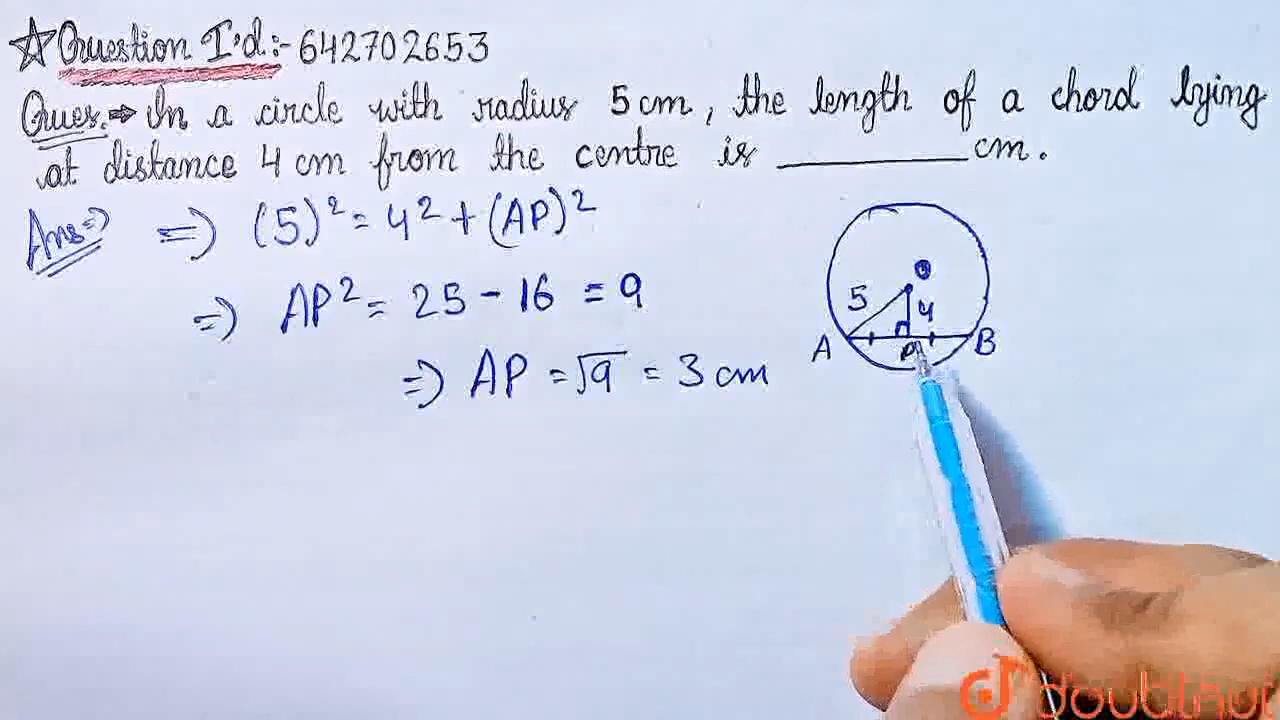 ☆ Question I'd:- 642702653
Ques. ⇒ In a circle with radius 5 cm, the length of a chord lying
at distance 4 cm from the centre is ________ cm.
Ans ⇒ ⇒) (5)² = 4² + (AP)²
⇒) AP² = 25 - 16 = 9
⇒) AP = √9 = 3 cm
O
5
4
A
P
B
doubtnut